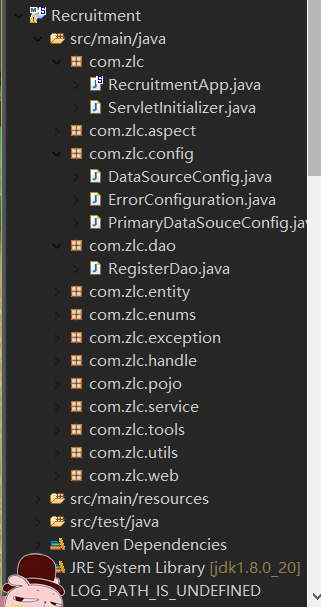 Recruitment
src/main/java
com.zlc
RecruitmentApp.java
ServletInitializer.java
com.zlc.aspect
com.zlc.config
DataSourceConfig.java
ErrorConfiguration.java
PrimaryDataSouceConfig.jav
com.zlc.dao
RegisterDao.java
com.zlc.entity
com.zlc.enums
com.zlc.exception
com.zlc.handle
com.zlc.pojo
com.zlc.service
com.zlc.tools
com.zlc.utils
com.zlc.web
src/main/resources
src/test/java
Maven Dependencies
JRE System Library [jdk1.8.0_20]
LOG_PATH_IS_UNDEFINED